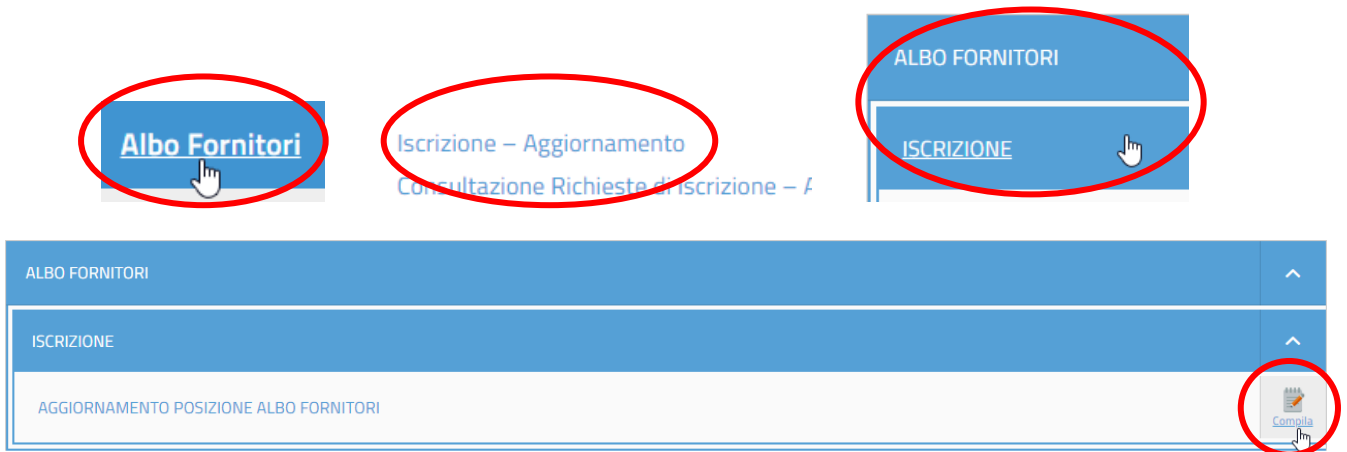 Albo Fornitori
Iscrizione – Aggiornamento
Consultazione Richieste di Iscrizione –
ALBO FORNITORI
ISCRIZIONE
ALBO FORNITORI
ISCRIZIONE
AGGIORNAMENTO POSIZIONE ALBO FORNITORI
Compila